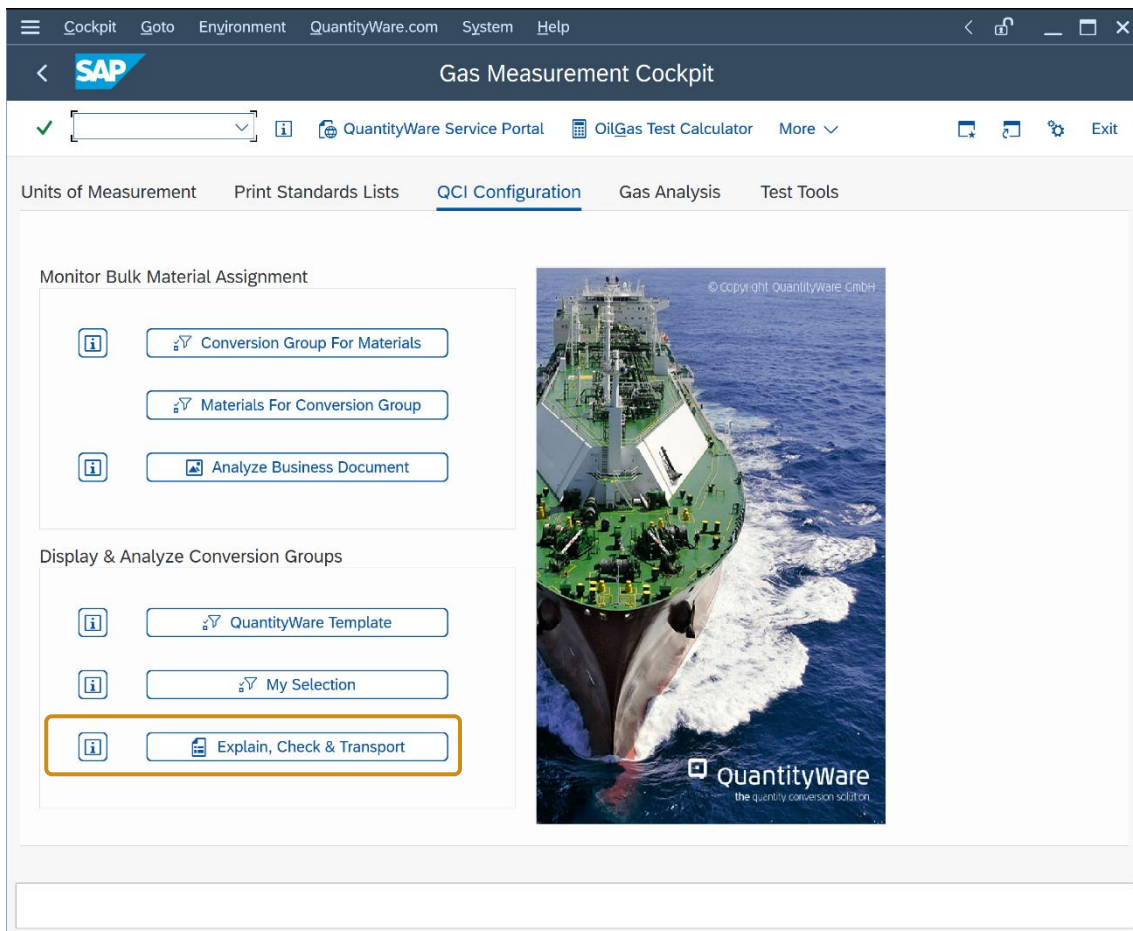 Cockpit Goto Environment QuantityWare.com System Help
SAP Gas Measurement Cockpit
QuantityWare Service Portal OilGas Test Calculator More Exit
Units of Measurement Print Standards Lists QCI Configuration Gas Analysis Test Tools
Monitor Bulk Material Assignment
© Copyright QuantityWare GmbH
Conversion Group For Materials
Materials For Conversion Group
Analyze Business Document
Display & Analyze Conversion Groups
QuantityWare Template
My Selection
Explain, Check & Transport
QuantityWare
the quantity conversion solution